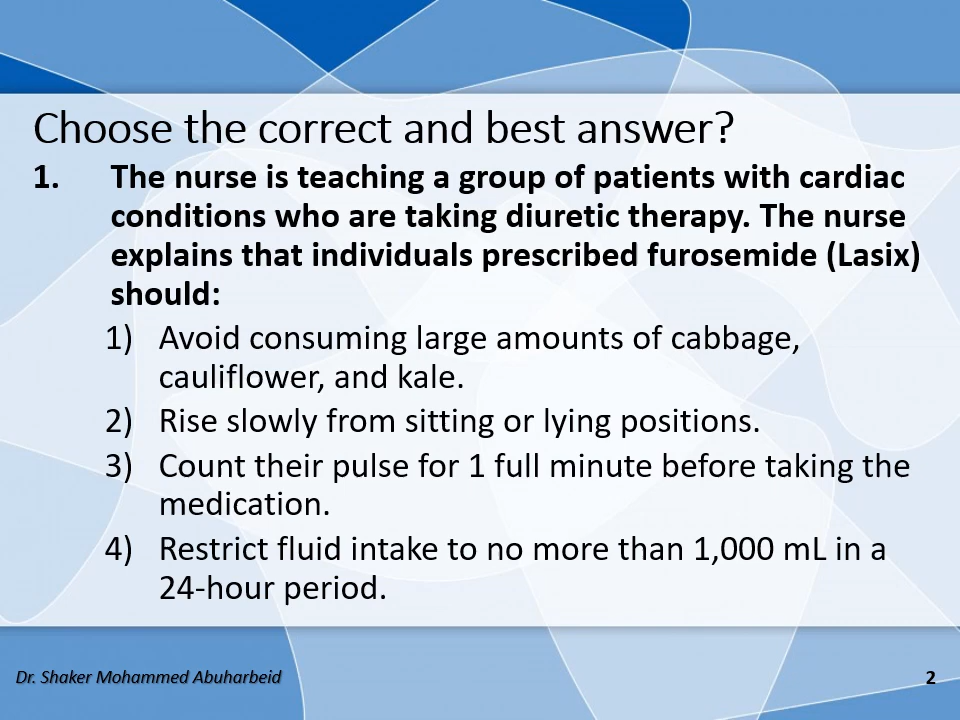 Choose the correct and best answer?
1. The nurse is teaching a group of patients with cardiac
conditions who are taking diuretic therapy. The nurse
explains that individuals prescribed furosemide (Lasix)
should:
1) Avoid consuming large amounts of cabbage,
cauliflower, and kale.
2) Rise slowly from sitting or lying positions.
3) Count their pulse for 1 full minute before taking the
medication.
4) Restrict fluid intake to no more than 1,000 mL in a
24-hour period.
Dr. Shaker Mohammed Abuharbeid
2